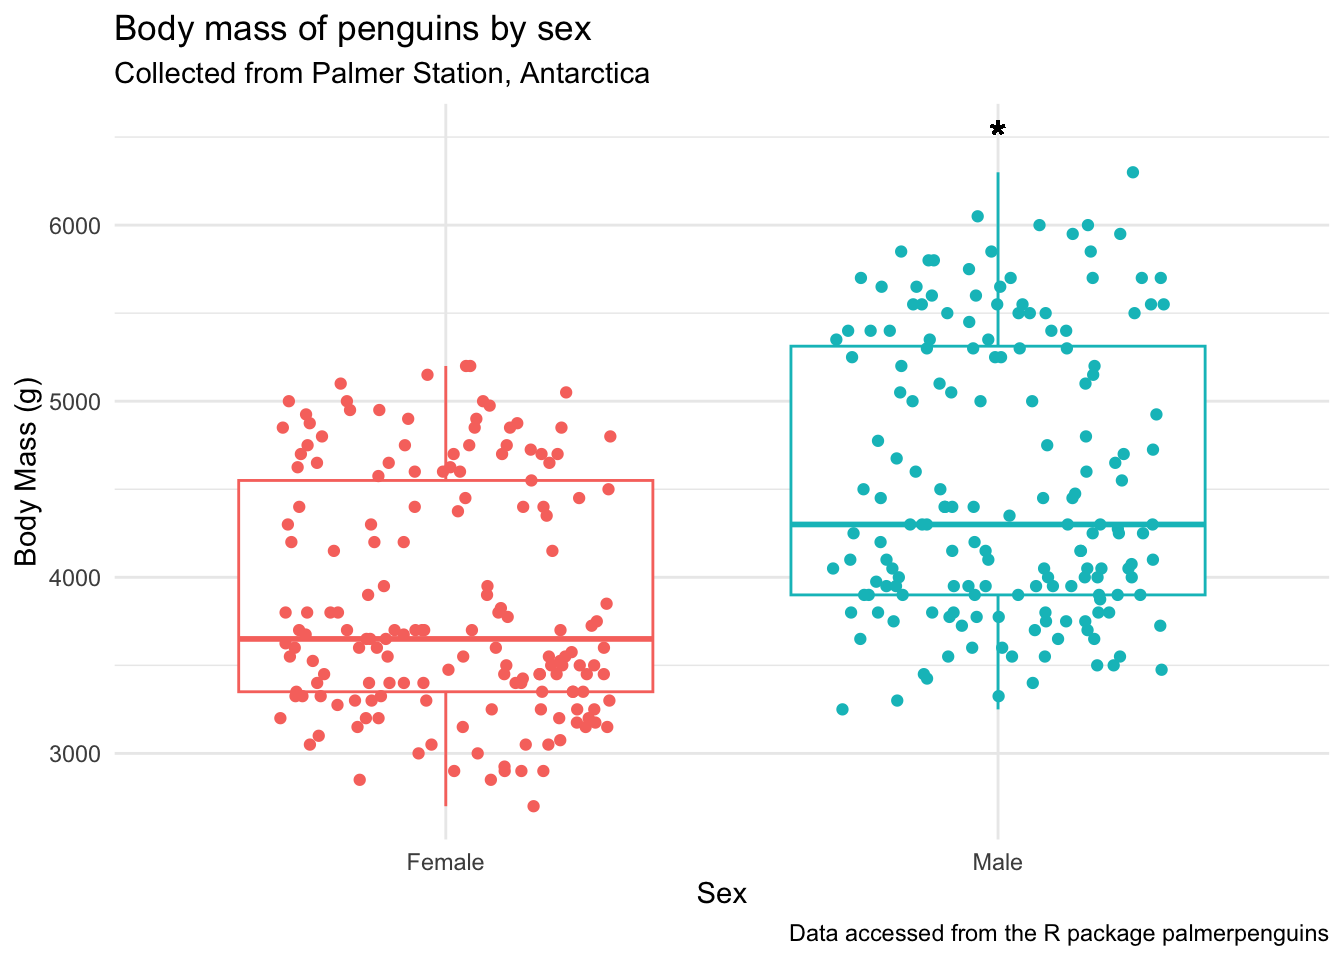 Body mass of penguins by sex
Collected from Palmer Station, Antarctica
*
6000
5000
4000
3000
Body Mass (g)
Female
Male
Sex
Data accessed from the R package palmerpenguins